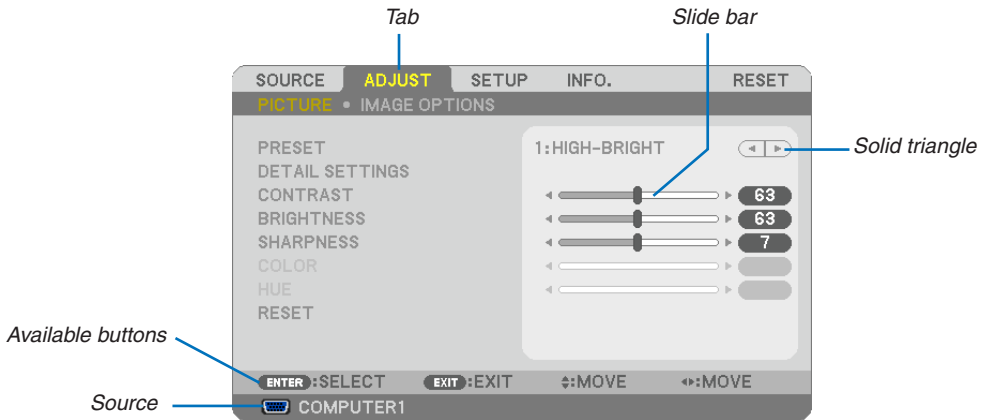 Tab
Slide bar
SOURCE ADJUST SETUP INFO. RESET
PICTURE • IMAGE OPTIONS
PRESET 1:HIGH-BRIGHT
Solid triangle
DETAIL SETTINGS
CONTRAST 63
BRIGHTNESS 63
SHARPNESS 7
COLOR
HUE
RESET
Available buttons
ENTER :SELECT EXIT :EXIT :MOVE :MOVE
Source
COMPUTER1